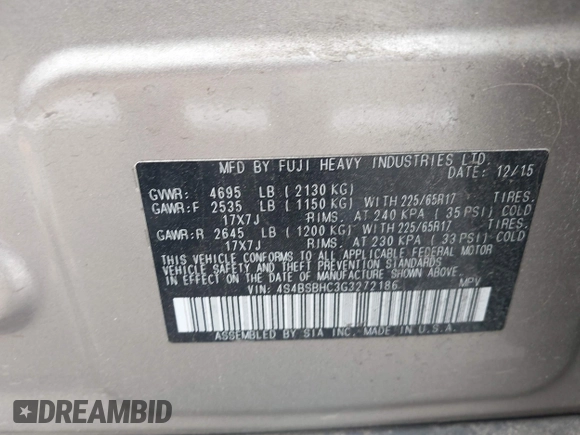 MFD BY FUJI HEAVY INDUSTRIES LTD.
DATE: 12/15
GVWR: 4695 LB (2130 KG)
GAWR:F 2535 LB (1150 KG) WITH 225/65R17 TIRES.
17X7J RIMS. AT 240 KPA (35 PSI) COLD
GAWR:R 2645 LB (1200 KG) WITH 225/65R17 TIRES.
17X7J RIMS. AT 230 KPA (33 PSI) COLD
THIS VEHICLE CONFORMS TO ALL APPLICABLE FEDERAL MOTOR
VEHICLE SAFETY AND THEFT PREVENTION STANDARDS
IN EFFECT ON THE DATE OF MANUFACTURE SHOWN ABOVE.
VIN: 4S4BSBHC3G3272186 MPV
ASSEMBLED BY SIA INC. MADE IN U.S.A.
DREAMBID